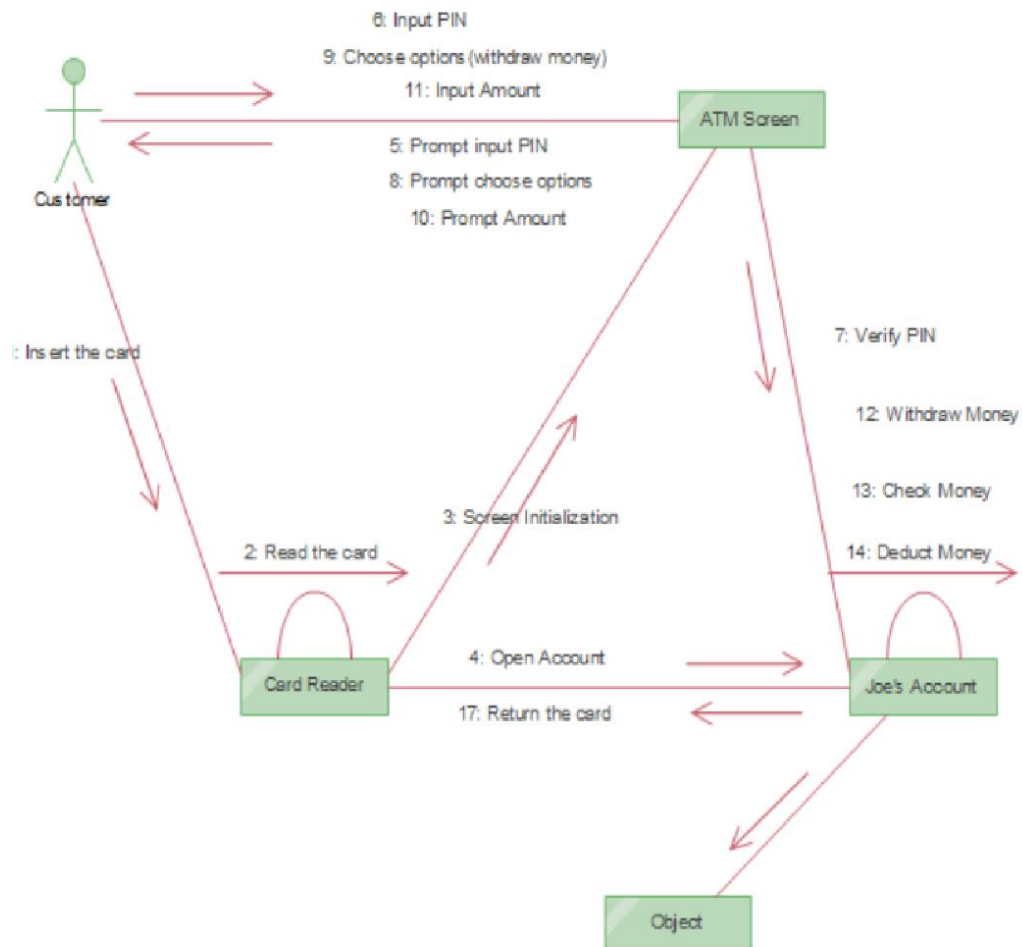 6: Input PIN
9: Choose options (withdraw money)
11: Input Amount
ATM Screen
5: Prompt input PIN
8: Prompt choose options
10: Prompt Amount
Customer
: Insert the card
7: Verify PIN
12: Withdraw Money
13: Check Money
3: Screen Initialization
2: Read the card
14: Deduct Money
4: Open Account
Card Reader
Joe's Account
17: Return the card
Object